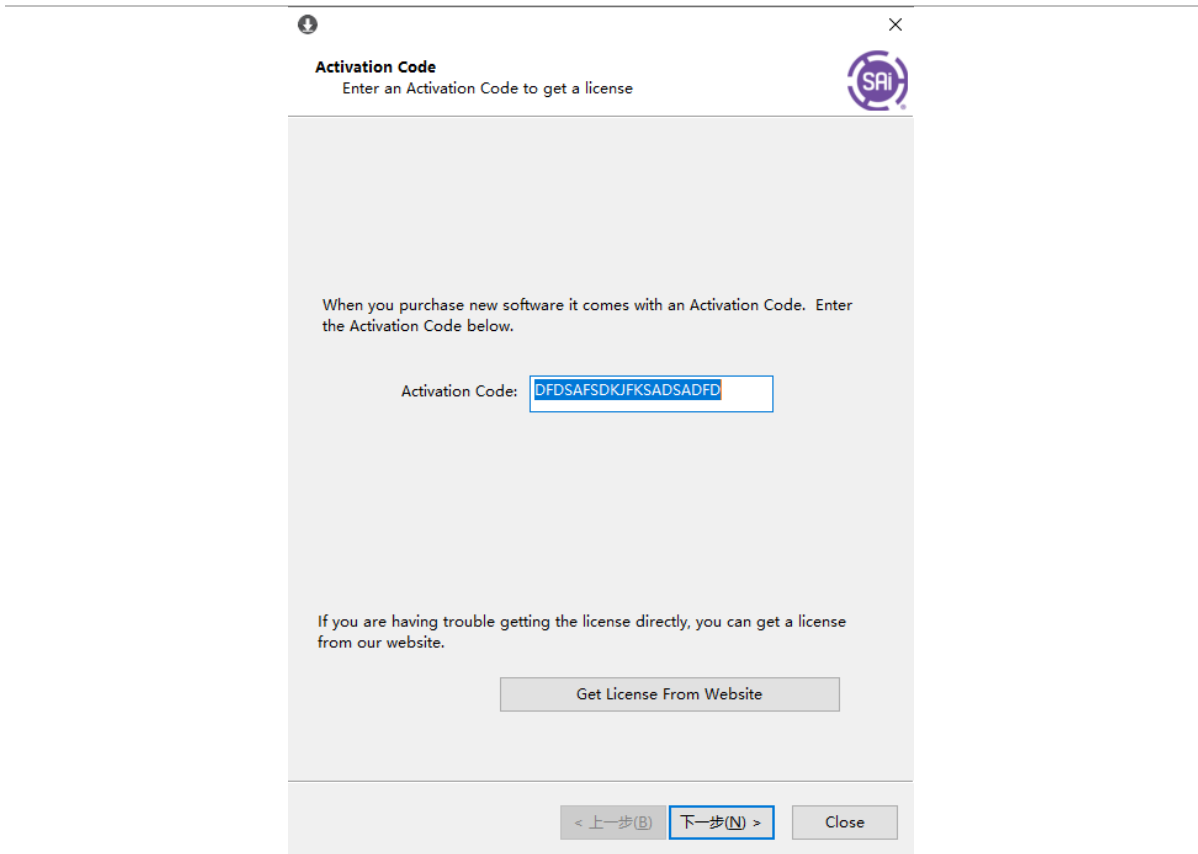 Activation Code
Enter an Activation Code to get a license
SAi
When you purchase new software it comes with an Activation Code.  Enter
the Activation Code below.
Activation Code: DFDSAFSDKJFKSADSADFD
If you are having trouble getting the license directly, you can get a license
from our website.
Get License From Website
< 上一步(B) 下一步(N) > Close